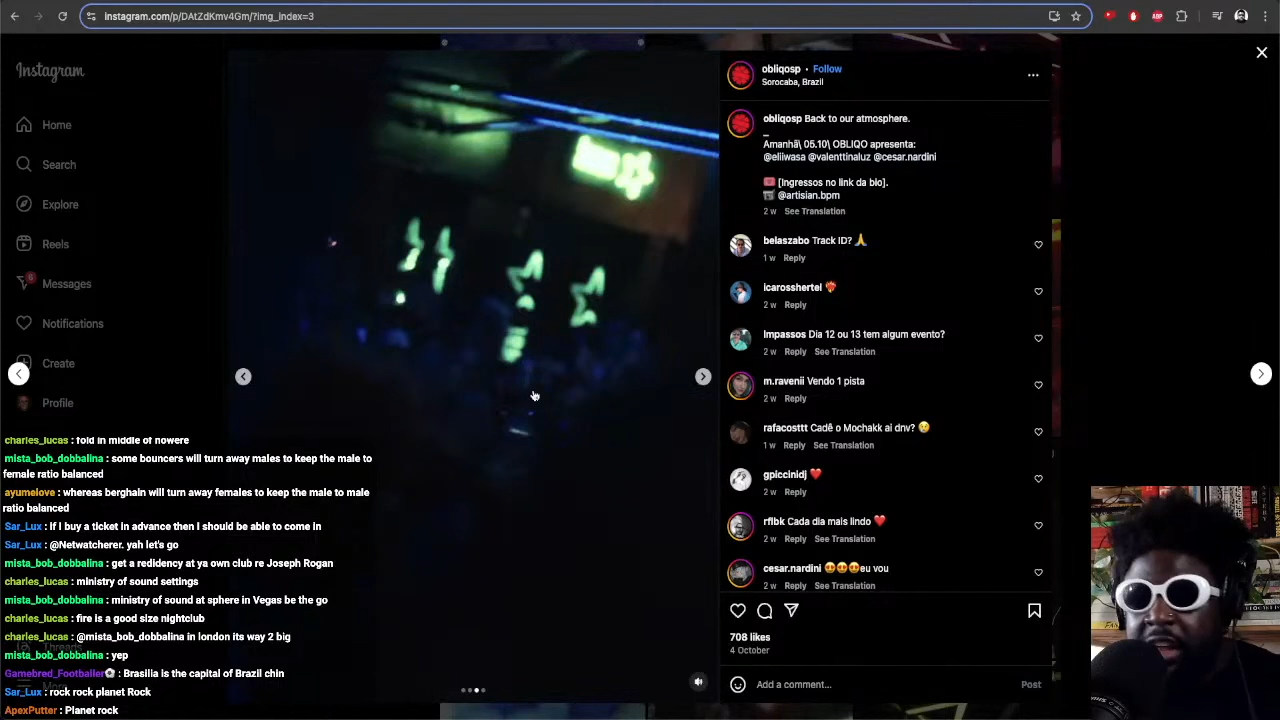 instagram.com/p/DAtZdKmv4Gm/?img_index=3
ABP
Instagram
Home
Search
Explore
Reels
Messages
Notifications
Create
Profile
charles_lucas : fold in middle of nowere
mista_bob_dobbalina : some bouncers will turn away males to keep the male to
female ratio balanced
ayumelove : whereas berghain will turn away females to keep the male to male
ratio balanced
Sar_Lux : if I buy a ticket in advance then I should be able to come in
Sar_Lux : @Netwatcherer. yah let's go
mista_bob_dobbalina : get a redidency at ya own club re Joseph Rogan
charles_lucas : ministry of sound settings
mista_bob_dobbalina : ministry of sound at sphere in Vegas be the go
charles_lucas : fire is a good size nightclub
charles_lucas : @mista_bob_dobbalina in london its way 2 big
Threads
mista_bob_dobbalina : yep
Gamebred_Footballer : Brasilia is the capital of Brazil chin
Sar_Lux : rock rock planet Rock
ApexPutter : Planet rock
obliqosp • Follow
Sorocaba, Brazil
obliqosp Back to our atmosphere.
_
Amanhã\ 05.10\ OBLIQO apresenta:
@eliiwasa @valenttinaluz @cesar.nardini
🎟 [Ingressos no link da bio].
@artisian.bpm
2 w See Translation
belaszabo Track ID? 🙏
1 w Reply
icarosshertel ❤️‍🔥
2 w Reply
lmpassos Dia 12 ou 13 tem algum evento?
2 w Reply See Translation
m.ravenii Vendo 1 pista
2 w Reply
rafacosttt Cadê o Mochakk ai dnv? 🥹
1 w Reply See Translation
gpiccinidj ❤️
2 w Reply
rflbk Cada dia mais lindo ❤️
2 w Reply See Translation
cesar.nardini 😍😍😍eu vou
2 w Reply See Translation
708 likes
4 October
Add a comment...
Post